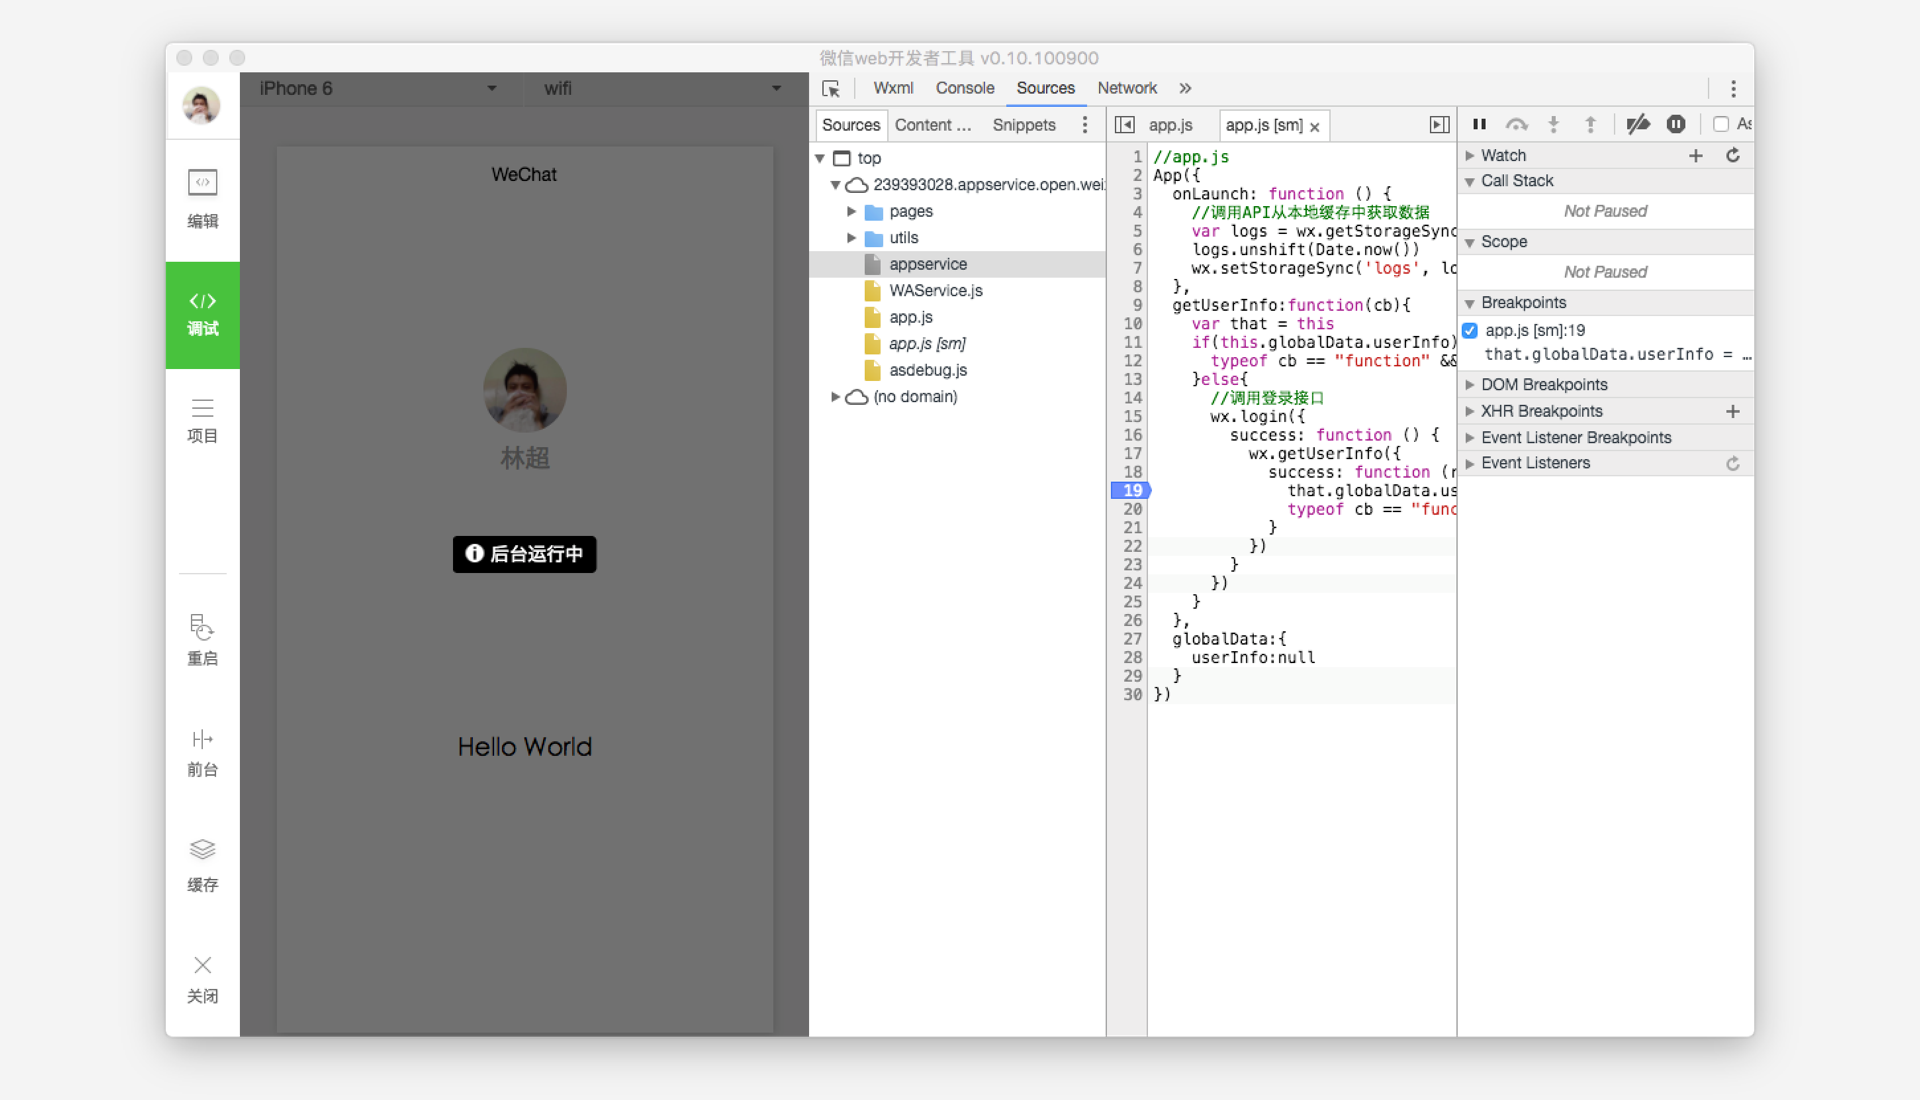 微信web开发者工具 v0.10.100900
iPhone 6
wifi
编辑
</>
调试
项目
重启
前台
缓存
关闭
WeChat
林超
后台运行中
Hello World
Wxml Console Sources Network »
Sources Content ... Snippets
top
239393028.appservice.open.wei
pages
utils
appservice
WAService.js
app.js
app.js [sm]
asdebug.js
(no domain)
app.js
app.js [sm] ×
1 //app.js
2 App({
3 onLaunch: function () {
4 //调用API从本地缓存中获取数据
5 var logs = wx.getStorageSync
6 logs.unshift(Date.now())
7 wx.setStorageSync('logs', lo
8 },
9 getUserInfo:function(cb){
10 var that = this
11 if(this.globalData.userInfo)
12 typeof cb == "function" &&
13 }else{
14 //调用登录接口
15 wx.login({
16 success: function () {
17 wx.getUserInfo({
18 success: function (r
19 that.globalData.us
20 typeof cb == "func
21 }
22 })
23 }
24 })
25 }
26 },
27 globalData:{
28 userInfo:null
29 }
30 })
As
Watch
Call Stack
Not Paused
Scope
Not Paused
Breakpoints
app.js [sm]:19
that.globalData.userInfo = …
DOM Breakpoints
XHR Breakpoints
Event Listener Breakpoints
Event Listeners